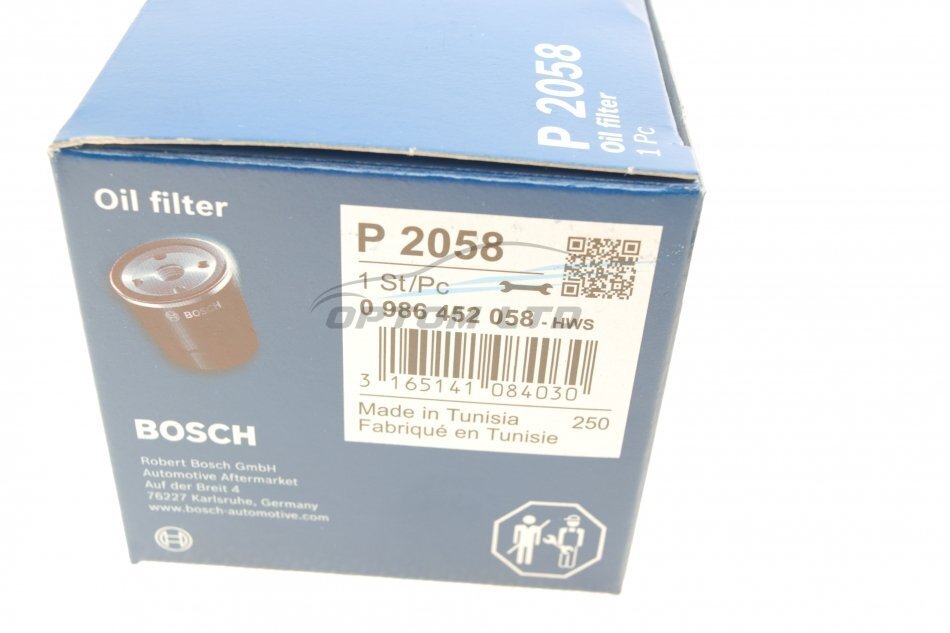 P 2058
Oil filter
1 Pc
Oil filter
BOSCH
P 2058
1 St/Pc
0 986 452 058 - HWS
OPTOM LTD
3 165141 084030
Made in Tunisia 250
Fabriqué en Tunisie
BOSCH
Robert Bosch GmbH
Automotive Aftermarket
Auf der Breit 4
76227 Karlsruhe, Germany
www.bosch-automotive.com